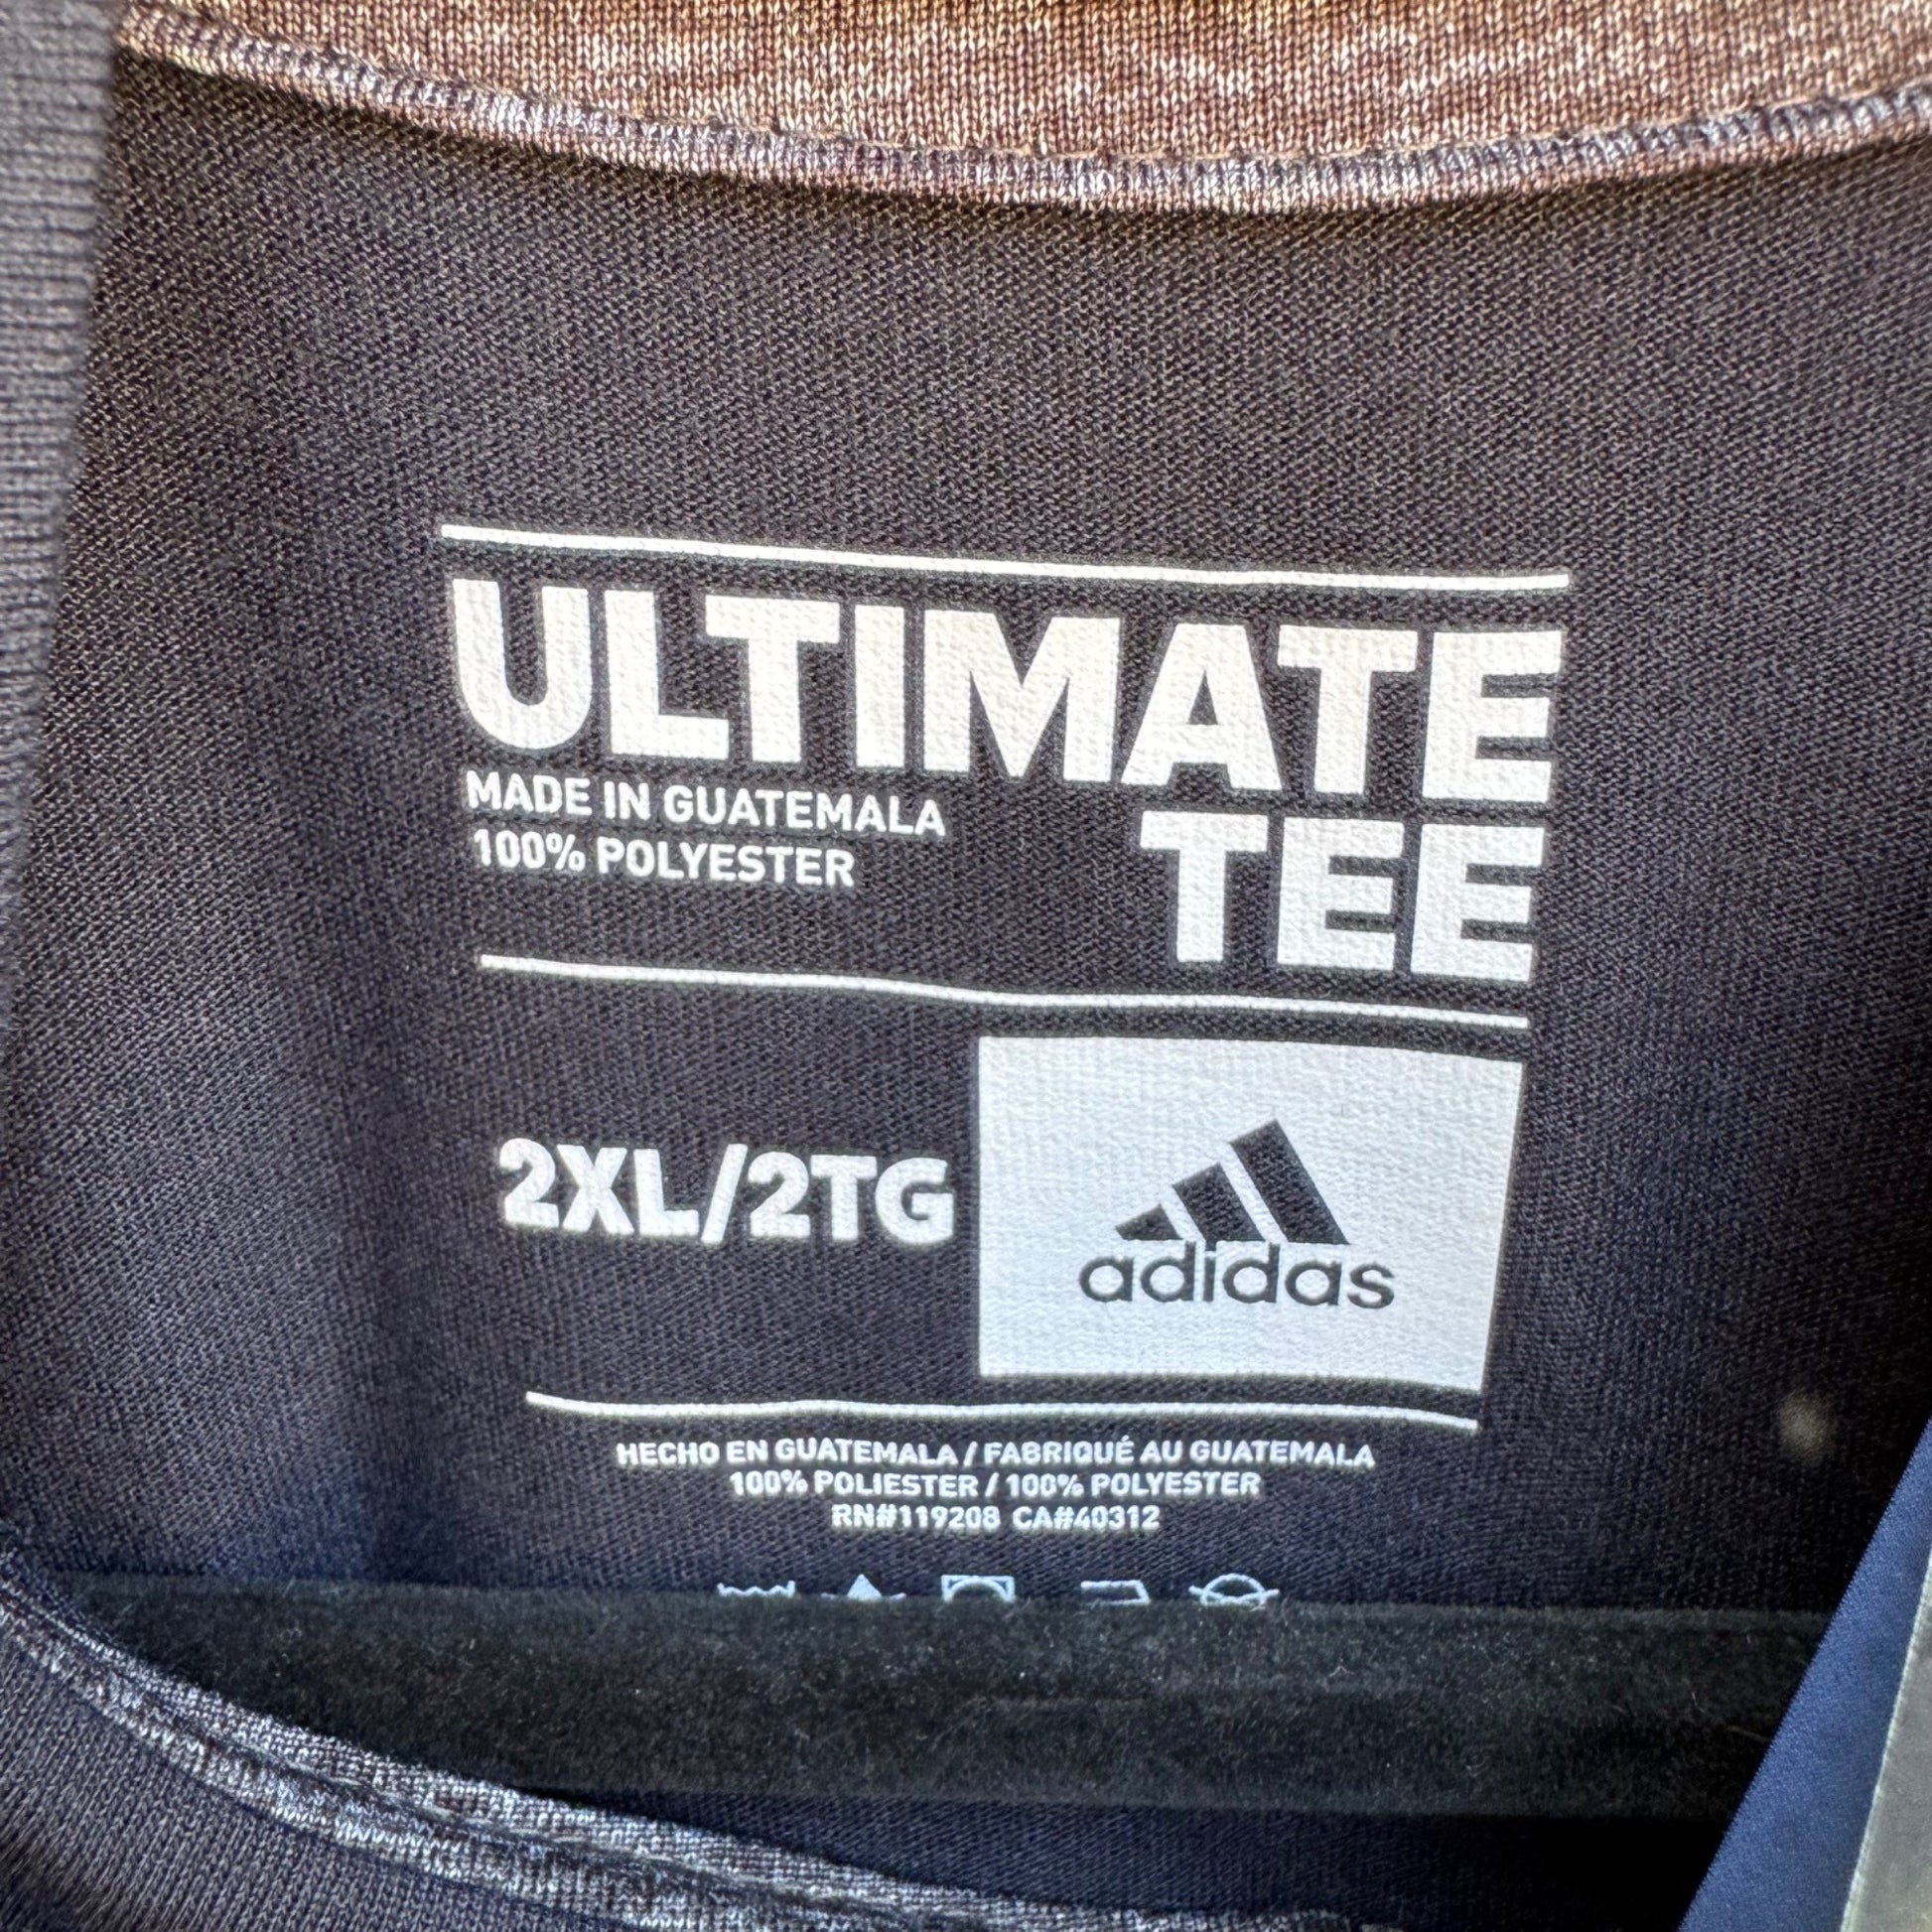 ULTIMATE
TEE
MADE IN GUATEMALA
100% POLYESTER
2XL/2TG
adidas
HECHO EN GUATEMALA / FABRIQUÉ AU GUATEMALA
100% POLIESTER / 100% POLYESTER
RN#119208 CA#40312